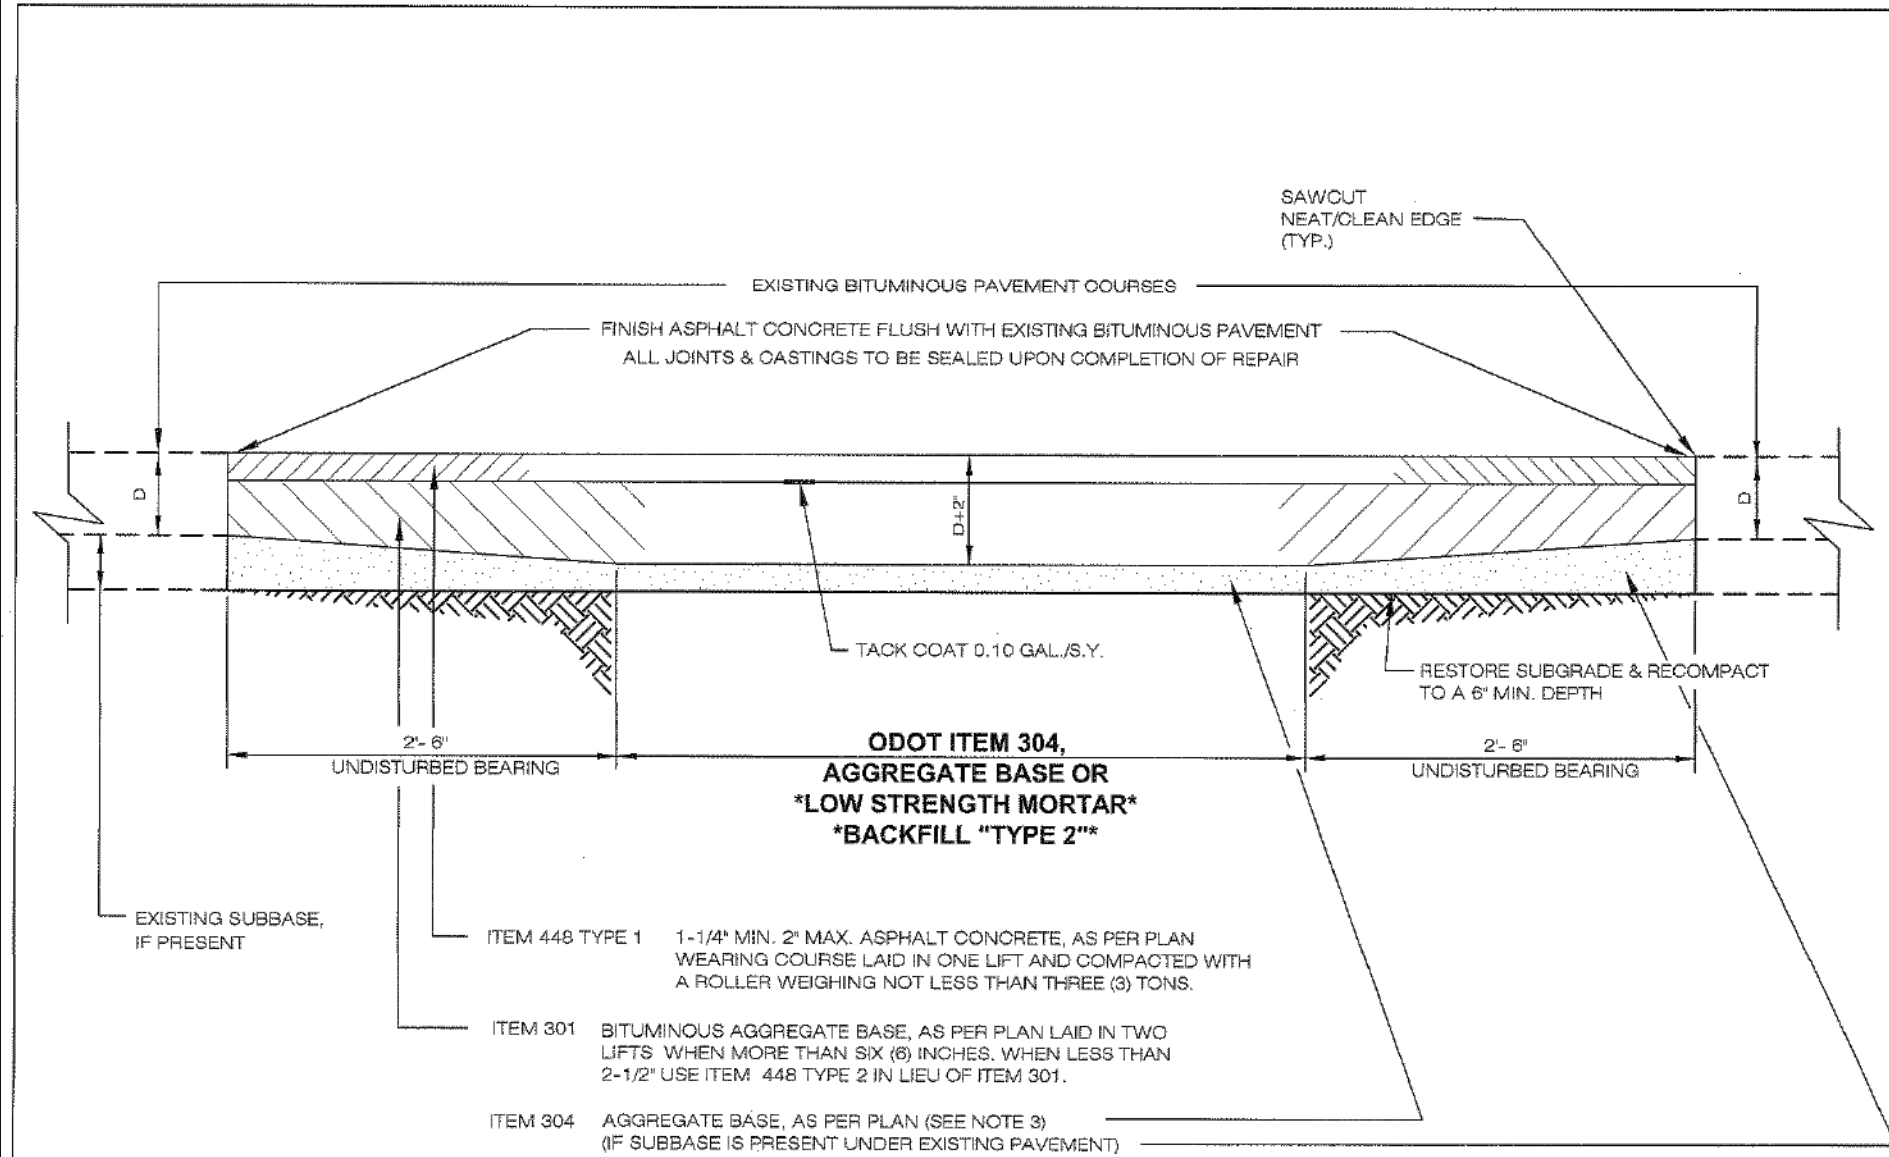 SAWCUT
NEAT/CLEAN EDGE
(TYP.)
EXISTING BITUMINOUS PAVEMENT COURSES
FINISH ASPHALT CONCRETE FLUSH WITH EXISTING BITUMINOUS PAVEMENT
ALL JOINTS & CASTINGS TO BE SEALED UPON COMPLETION OF REPAIR
D
D+2"
D
TACK COAT 0.10 GAL./S.Y.
RESTORE SUBGRADE & RECOMPACT
TO A 6" MIN. DEPTH
2'- 6"
UNDISTURBED BEARING
ODOT ITEM 304,
AGGREGATE BASE OR
*LOW STRENGTH MORTAR*
*BACKFILL "TYPE 2"*
2'- 6"
UNDISTURBED BEARING
EXISTING SUBBASE,
IF PRESENT
ITEM 448 TYPE 1 1-1/4" MIN. 2" MAX. ASPHALT CONCRETE, AS PER PLAN
WEARING COURSE LAID IN ONE LIFT AND COMPACTED WITH
A ROLLER WEIGHING NOT LESS THAN THREE (3) TONS.
ITEM 301 BITUMINOUS AGGREGATE BASE, AS PER PLAN LAID IN TWO
LIFTS WHEN MORE THAN SIX (6) INCHES. WHEN LESS THAN
2-1/2" USE ITEM 448 TYPE 2 IN LIEU OF ITEM 301.
ITEM 304 AGGREGATE BASE, AS PER PLAN (SEE NOTE 3)
(IF SUBBASE IS PRESENT UNDER EXISTING PAVEMENT)